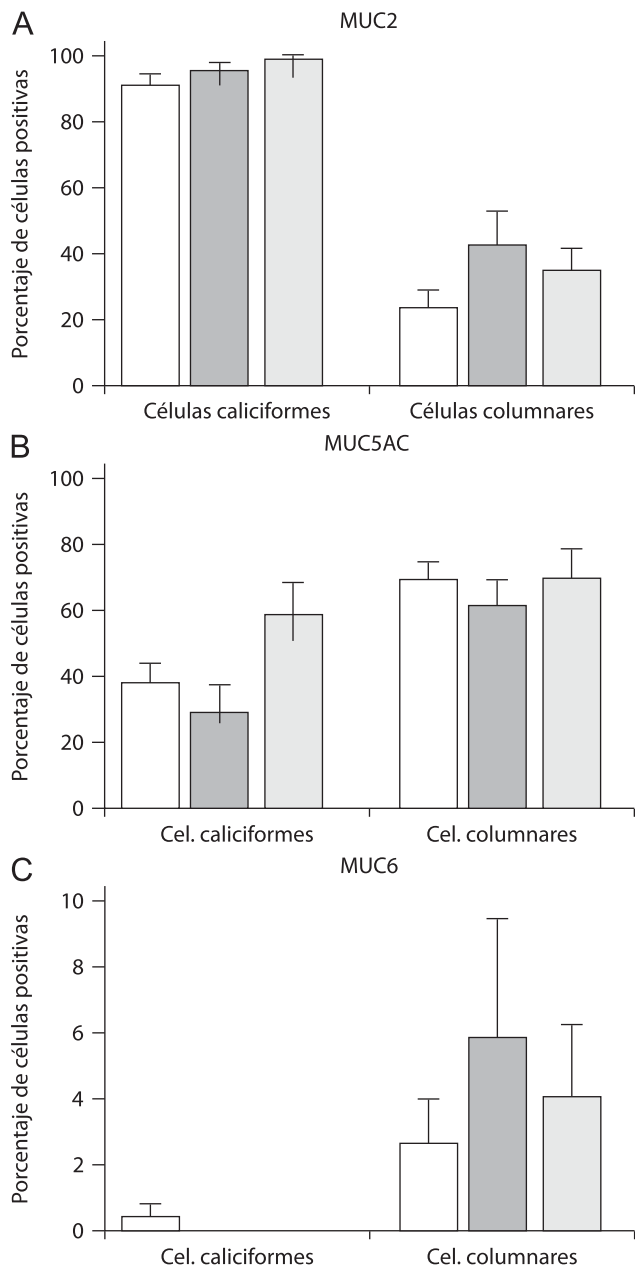 A
MUC2
Porcentaje de células positivas
100
80
60
40
20
0
Células caliciformes
Células columnares
B
MUC5AC
Porcentaje de células positivas
100
80
60
40
20
0
Cel. caliciformes
Cel. columnares
C
MUC6
Porcentaje de células positivas
10
8
6
4
2
0
Cel. caliciformes
Cel. columnares